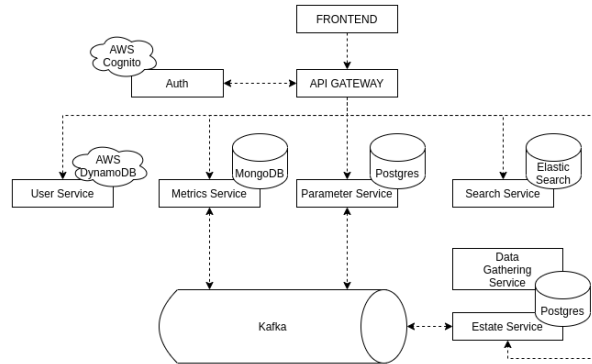 FRONTEND
AWS
Cognito
Auth
API GATEWAY
AWS
DynamoDB
User Service
MongoDB
Metrics Service
Postgres
Parameter Service
Elastic
Search
Search Service
Data
Gathering
Service
Postgres
Estate Service
Kafka